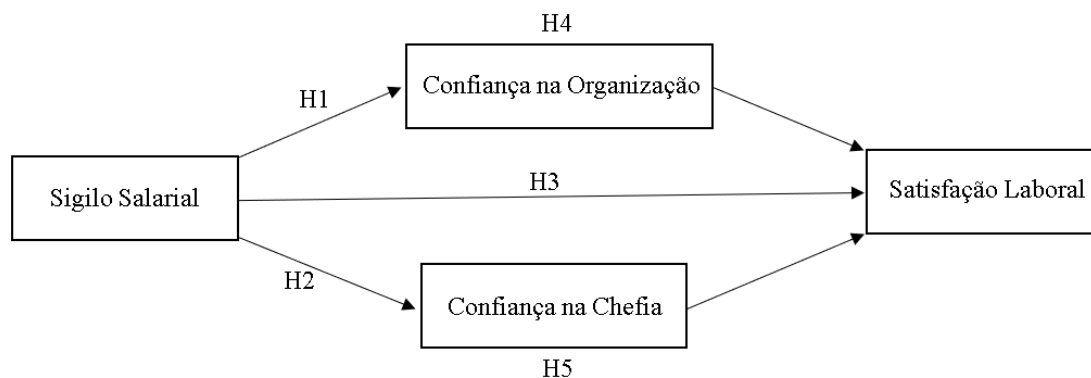 H4
Confiança na Organização
H1
Sigilo Salarial
H3
Satisfação Laboral
H2
Confiança na Chefia
H5